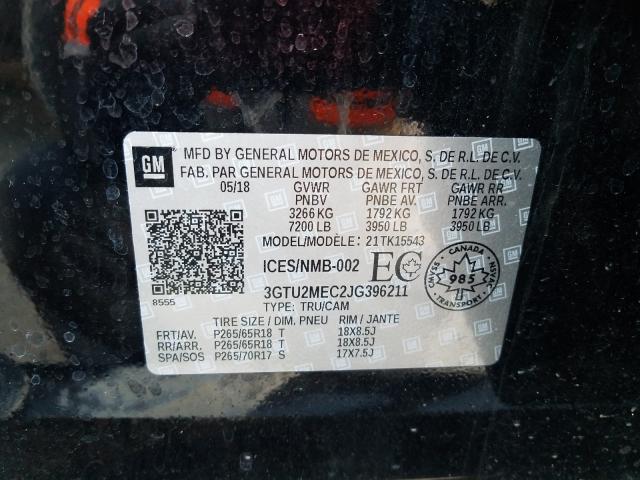 GM
MFD BY GENERAL MOTORS DE MEXICO, S. DE R.L. DE C.V.
FAB. PAR GENERAL MOTORS DE MEXICO, S. DE R.L. DE C.V.
05/18 GVWR GAWR FRT GAWR RR
PNBV PNBE AV. PNBE ARR.
3266 KG 1792 KG 1792 KG
7200 LB 3950 LB 3950 LB
MODEL/MODÈLE: 21TK15543
ICES/NMB-002 EC
CANADA
985
CMVSS NSVAC
3GTU2MEC2JG396211
8555
TYPE: TRU/CAM
TIRE SIZE / DIM. PNEU RIM / JANTE
FRT/AV. P265/65R18 T 18X8.5J
RR/ARR. P265/65R18 T 18X8.5J
SPA/SOS P265/70R17 S 17X7.5J